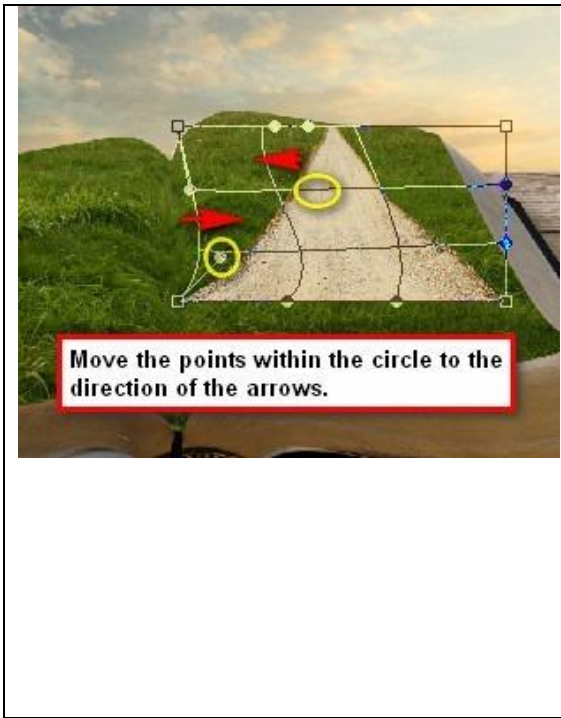 Move the points within the circle to the
direction of the arrows.